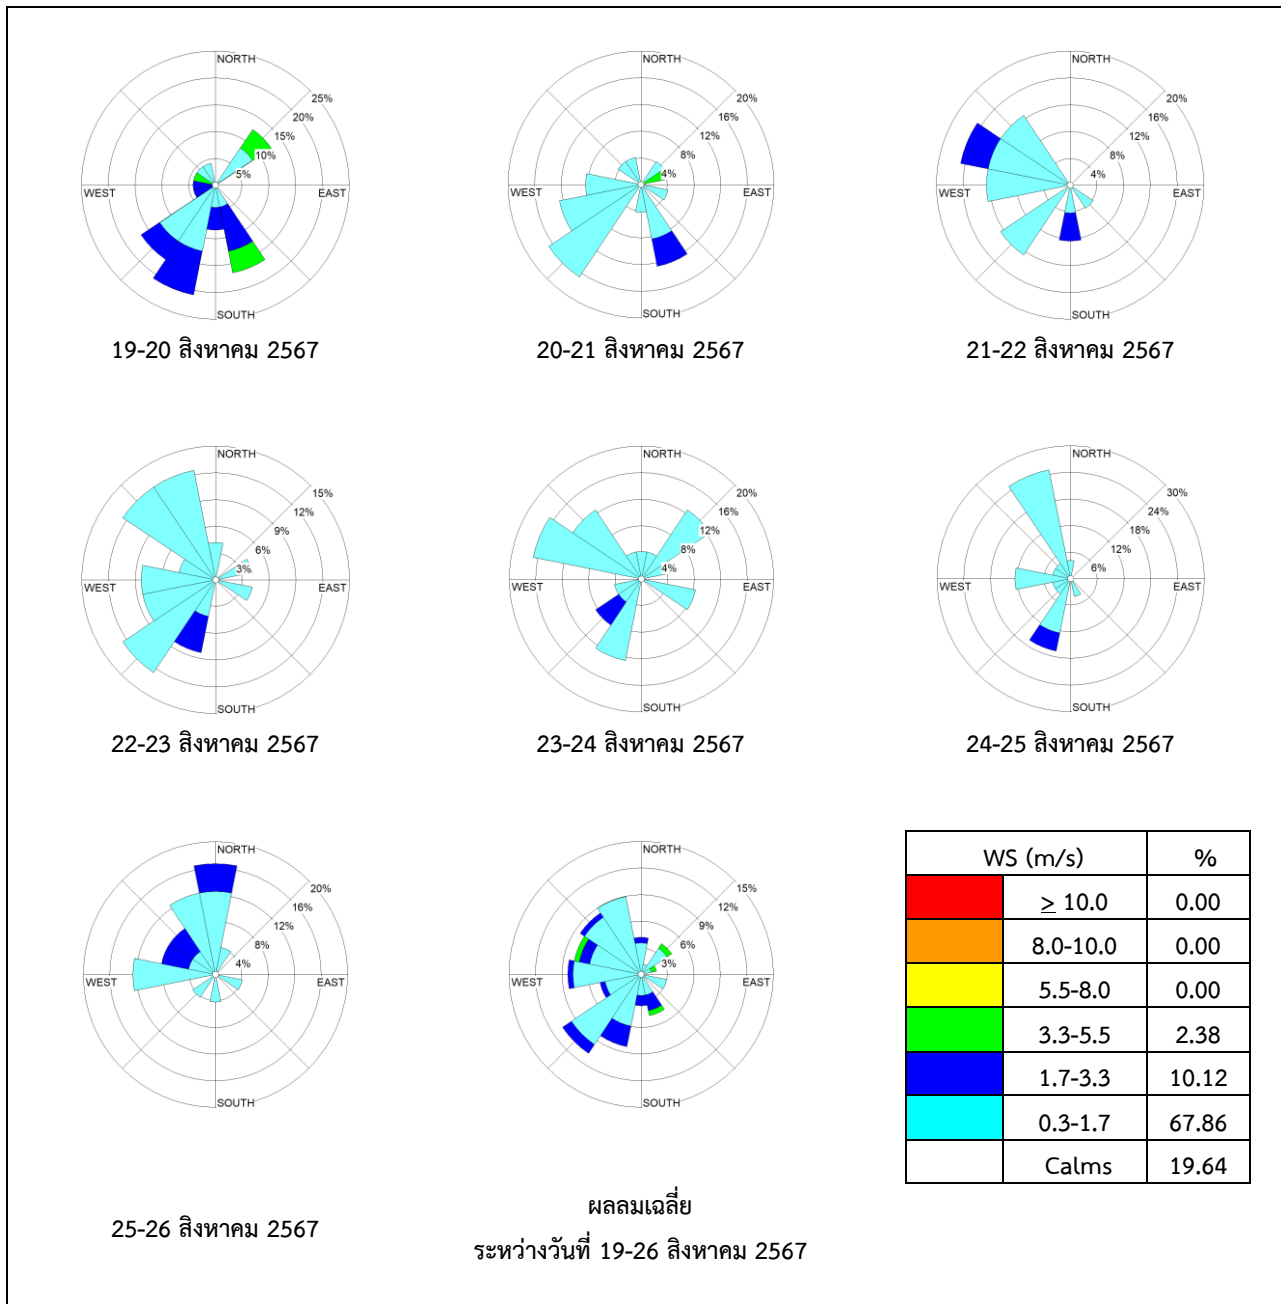 NORTH
25%
20%
15%
10%
5%
WEST
EAST
SOUTH
19-20 สิงหาคม 2567
NORTH
20%
16%
12%
8%
4%
WEST
EAST
SOUTH
20-21 สิงหาคม 2567
NORTH
20%
16%
12%
8%
4%
WEST
EAST
SOUTH
21-22 สิงหาคม 2567
NORTH
15%
12%
9%
6%
3%
WEST
EAST
SOUTH
22-23 สิงหาคม 2567
NORTH
20%
16%
12%
8%
4%
WEST
EAST
SOUTH
23-24 สิงหาคม 2567
NORTH
30%
24%
18%
12%
6%
WEST
EAST
SOUTH
24-25 สิงหาคม 2567
NORTH
20%
16%
12%
8%
4%
WEST
EAST
SOUTH
25-26 สิงหาคม 2567
NORTH
15%
12%
9%
6%
3%
WEST
EAST
SOUTH
ผลลมเฉลี่ย
ระหว่างวันที่ 19-26 สิงหาคม 2567
WS (m/s) %
≥ 10.0 0.00
8.0-10.0 0.00
5.5-8.0 0.00
3.3-5.5 2.38
1.7-3.3 10.12
0.3-1.7 67.86
Calms 19.64